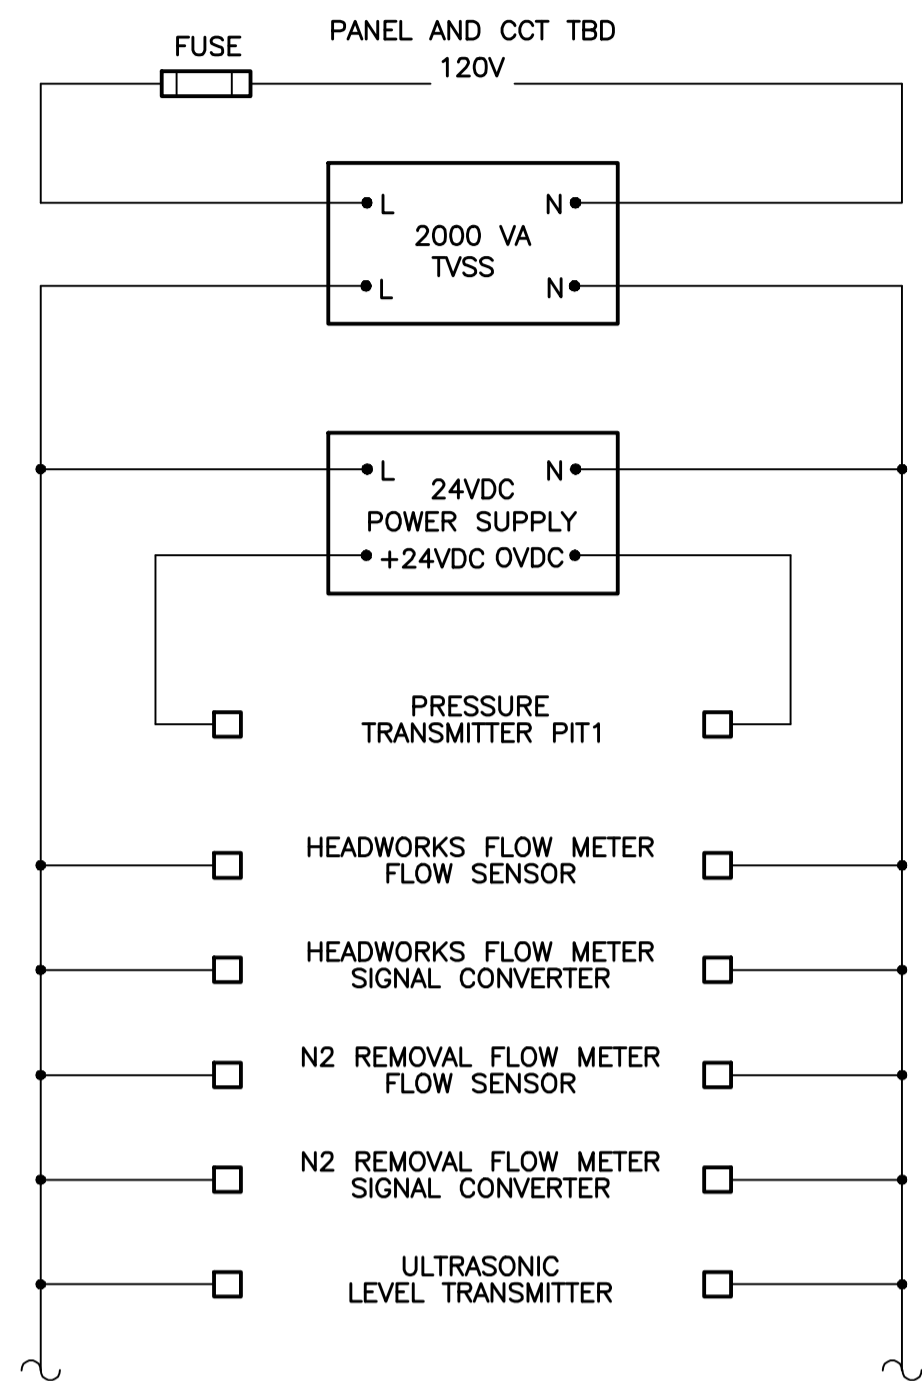 PANEL AND CCT TBD
FUSE
120V
L
N
2000 VA
TVSS
L
N
L
N
24VDC
POWER SUPPLY
+24VDC
0VDC
PRESSURE
TRANSMITTER PIT1
HEADWORKS FLOW METER
FLOW SENSOR
HEADWORKS FLOW METER
SIGNAL CONVERTER
N2 REMOVAL FLOW METER
FLOW SENSOR
N2 REMOVAL FLOW METER
SIGNAL CONVERTER
ULTRASONIC
LEVEL TRANSMITTER